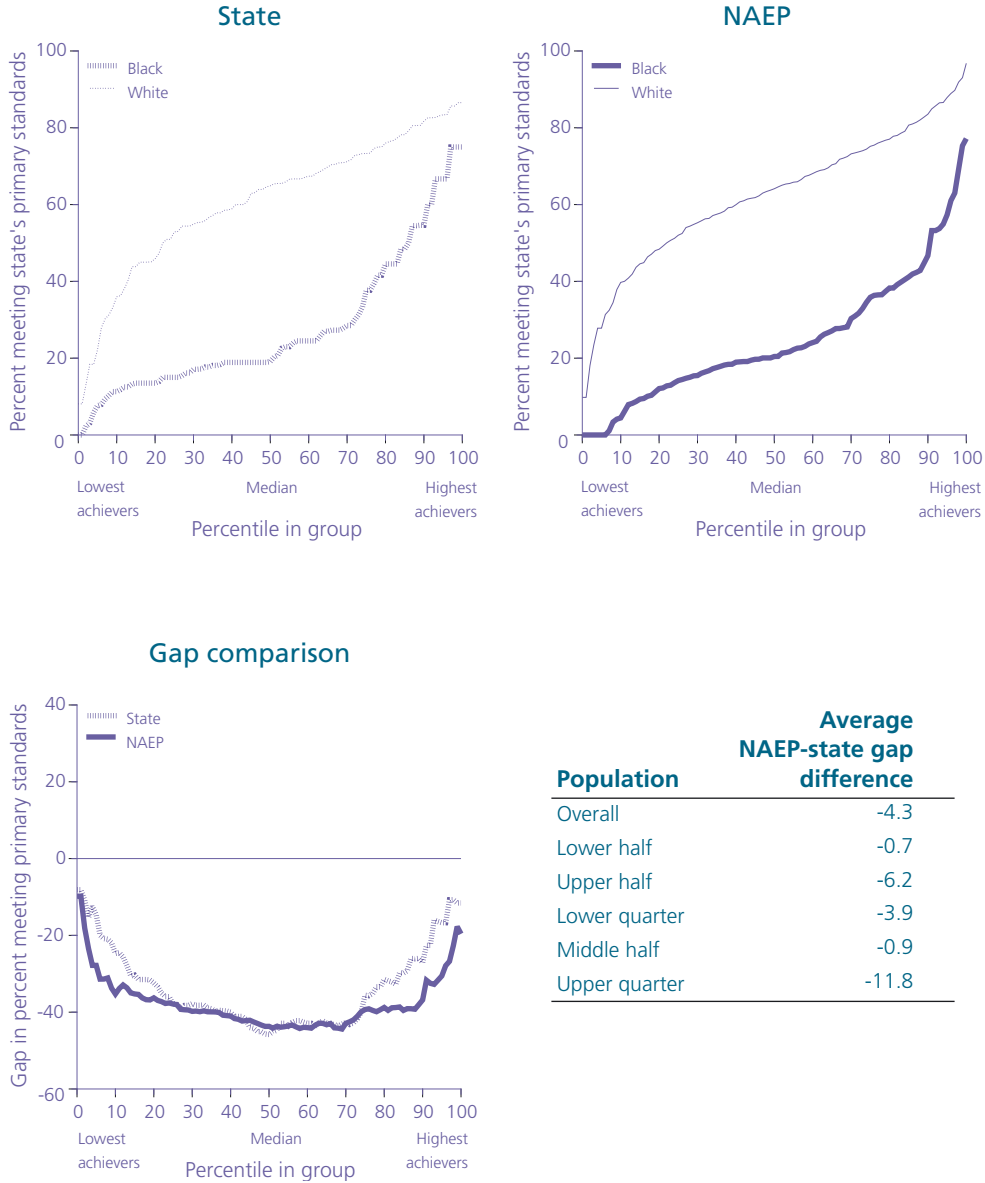 State
Percent meeting state's primary standards
100
80
60
40
20
0
Black
White
0 10 20 30 40 50 60 70 80 90 100
Lowest achievers
Median
Highest achievers
Percentile in group
NAEP
Percent meeting state's primary standards
100
80
60
40
20
0
Black
White
0 10 20 30 40 50 60 70 80 90 100
Lowest achievers
Median
Highest achievers
Percentile in group
Gap comparison
Gap in percent meeting primary standards
40
20
0
-20
-40
-60
State
NAEP
0 10 20 30 40 50 60 70 80 90 100
Lowest achievers
Median
Highest achievers
Percentile in group
Average
NAEP-state gap
Population difference
Overall -4.3
Lower half -0.7
Upper half -6.2
Lower quarter -3.9
Middle half -0.9
Upper quarter -11.8